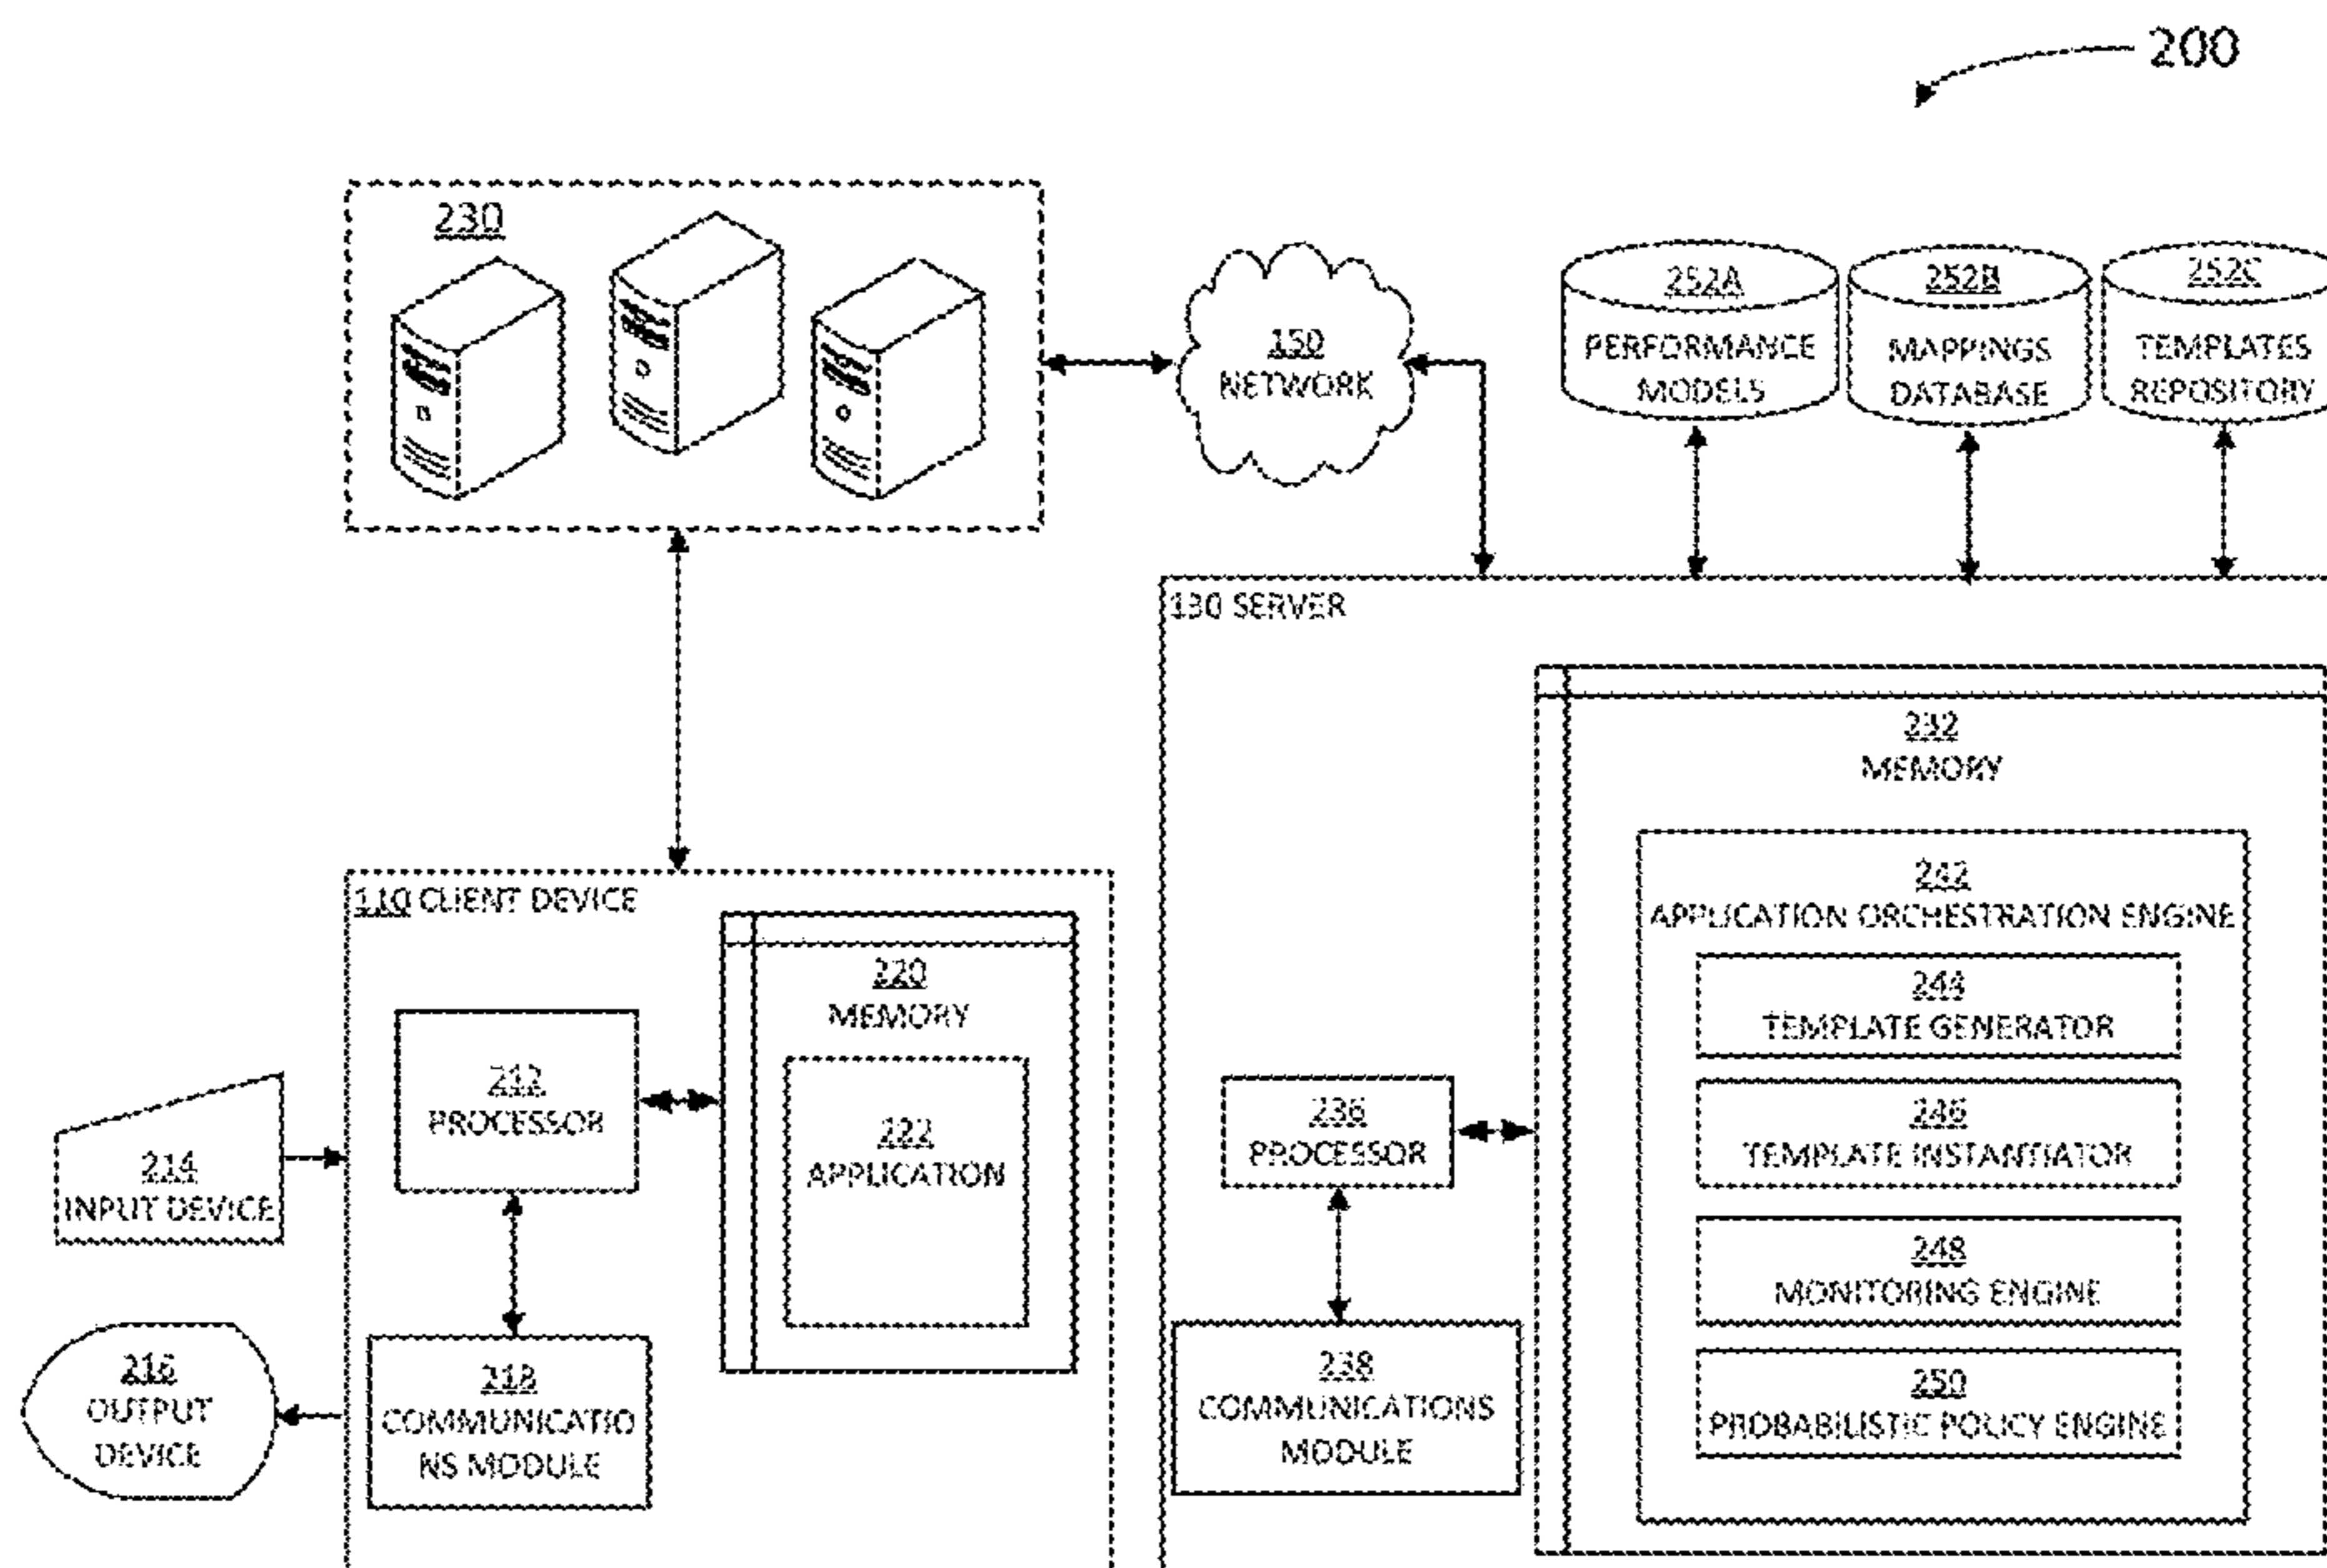 200
230
150
NETWORK
252A
PERFORMANCE
MODELS
252B
MAPPINGS
DATABASE
252C
TEMPLATES
REPOSITORY
130 SERVER
232
MEMORY
242
APPLICATION ORCHESTRATION ENGINE
244
TEMPLATE GENERATOR
246
TEMPLATE INSTANTIATOR
248
MONITORING ENGINE
250
PROBABILISTIC POLICY ENGINE
236
PROCESSOR
238
COMMUNICATIONS
MODULE
110 CLIENT DEVICE
220
MEMORY
222
APPLICATION
212
PROCESSOR
218
COMMUNICATIO
NS MODULE
214
INPUT DEVICE
216
OUTPUT
DEVICE